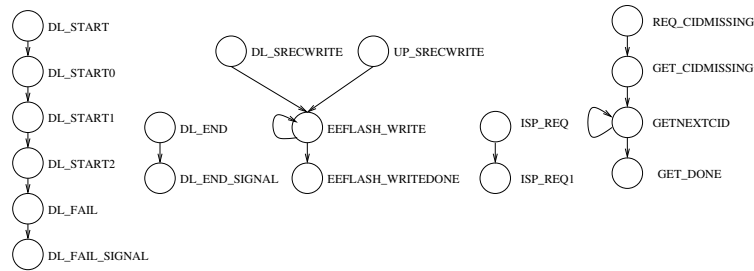 DL_START
DL_START0
DL_START1
DL_START2
DL_FAIL
DL_FAIL_SIGNAL
DL_END
DL_END_SIGNAL
DL_SRECWRITE
UP_SRECWRITE
EEFLASH_WRITE
EEFLASH_WRITEDONE
ISP_REQ
ISP_REQ1
REQ_CIDMISSING
GET_CIDMISSING
GETNEXTCID
GET_DONE